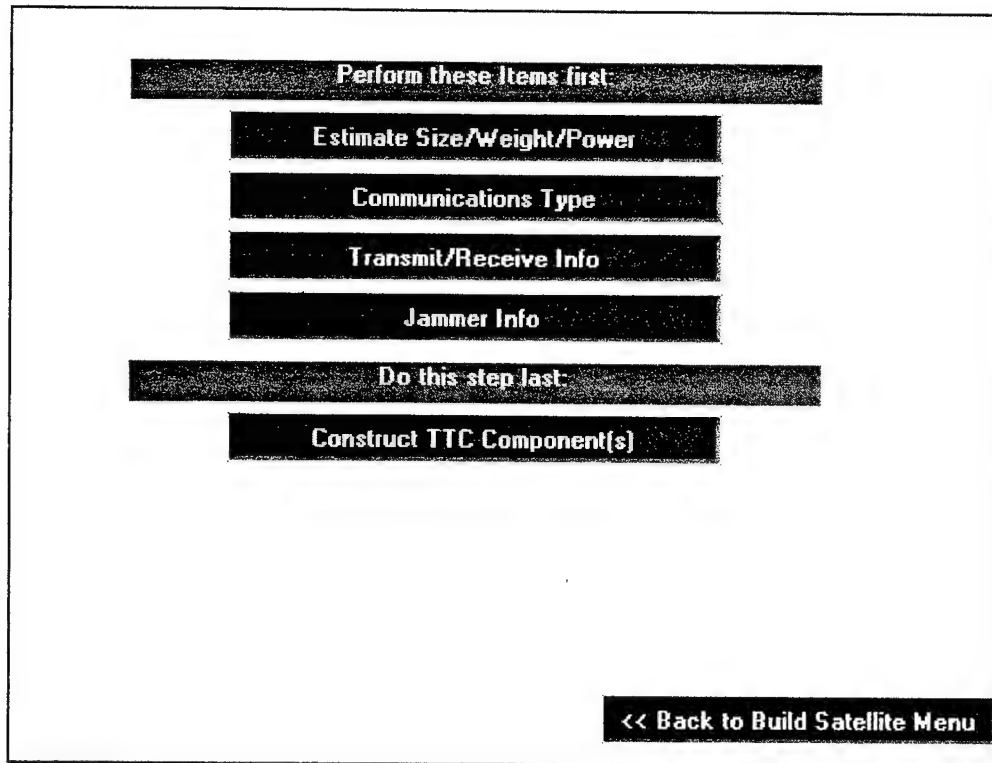 Perform these Items first:
Estimate Size/Weight/Power
Communications Type
Transmit/Receive Info
Jammer Info
Do this step last:
Construct TTC Component(s)
<< Back to Build Satellite Menu